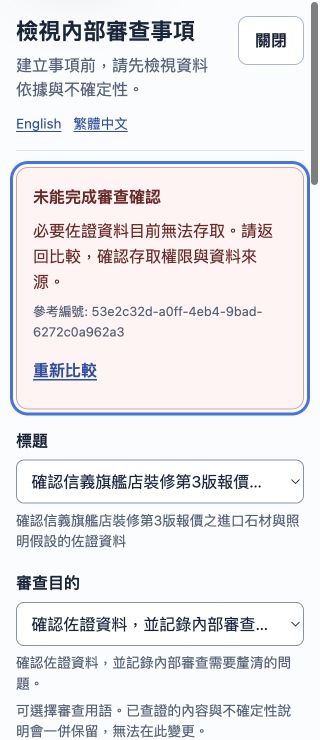 檢視內部審查事項
關閉
建立事項前，請先檢視資料
依據與不確定性。
English 繁體中文
未能完成審查確認
必要佐證資料目前無法存取。請返
回比較，確認存取權限與資料來
源。
參考編號: 53e2c32d-a0ff-4eb4-9bad-
6272c0a962a3
重新比較
標題
確認信義旗艦店裝修第3版報價...
確認信義旗艦店裝修第3版報價之進口石材與照
明假設的佐證資料
審查目的
確認佐證資料，並記錄內部審查...
確認佐證資料，並記錄內部審查需要釐清的問
題。
可選擇審查用語。已查證的內容與不確定性說
明會一併保留，無法在此變更。